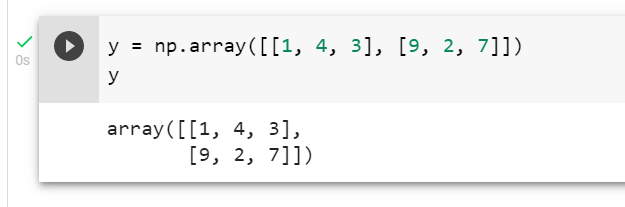 y = np.array([[1, 4, 3], [9, 2, 7]])
0s
y
array([[1, 4, 3],
       [9, 2, 7]])